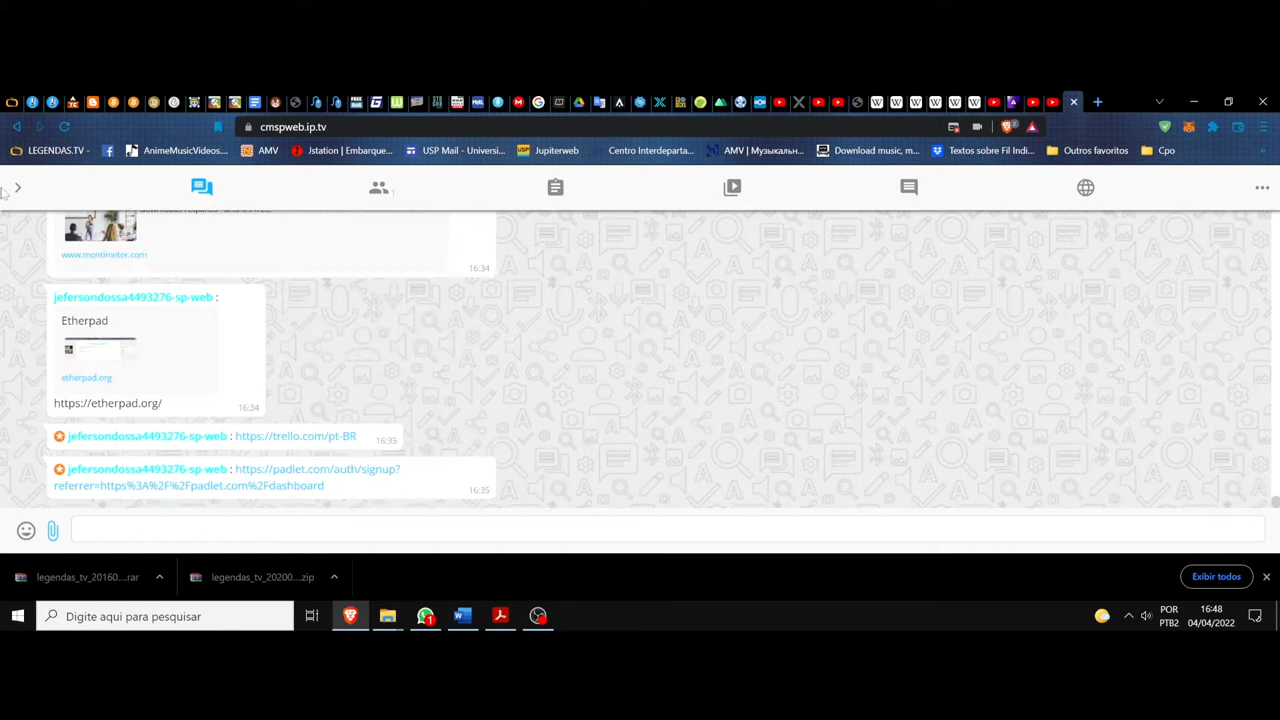 cmspweb.ip.tv
LEGENDAS.TV -
AnimeMusicVideos....
AMV
Jstation | Embarque...
USP Mail - Universi...
Jupiterweb
Centro Interdeparta...
AMV | Музыкальн...
Download music, m...
Textos sobre Fil Indi...
Outros favoritos
Cpo
1
www.mentimeter.com
16:34
jefersondossa4493276-sp-web :
Etherpad
etherpad.org
https://etherpad.org/
16:34
jefersondossa4493276-sp-web : https://trello.com/pt-BR
16:35
jefersondossa4493276-sp-web : https://padlet.com/auth/signup?
referrer=https%3A%2F%2Fpadlet.com%2Fdashboard
16:35
legendas_tv_20160....rar
legendas_tv_20200....zip
Exibir todos
Digite aqui para pesquisar
1
POR
PTB2
16:48
04/04/2022